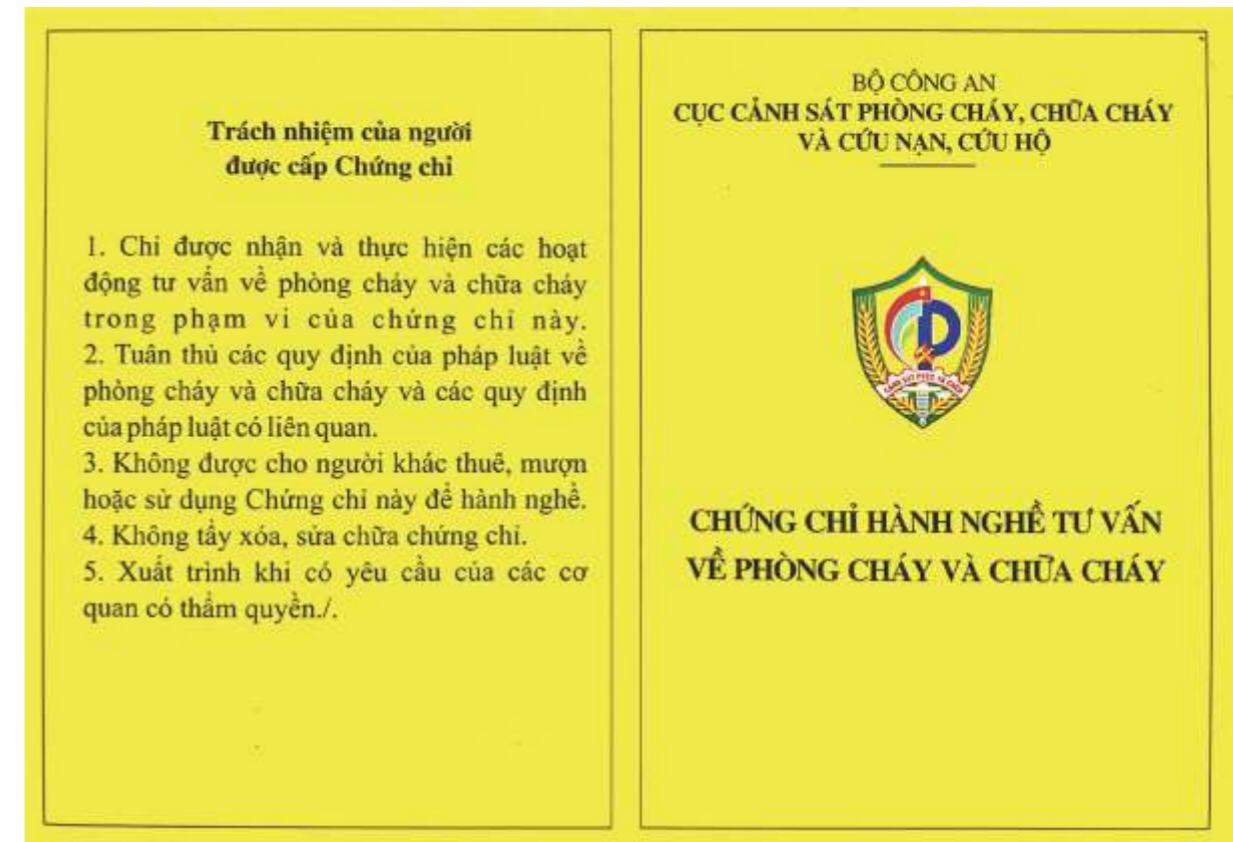 Trách nhiệm của người
được cấp Chứng chỉ
1. Chỉ được nhận và thực hiện các hoạt
động tư vấn về phòng cháy và chữa cháy
trong phạm vi của chứng chỉ này.
2. Tuân thủ các quy định của pháp luật về
phòng cháy và chữa cháy và các quy định
của pháp luật có liên quan.
3. Không được cho người khác thuê, mượn
hoặc sử dụng Chứng chỉ này để hành nghề.
4. Không tẩy xóa, sửa chữa chứng chỉ.
5. Xuất trình khi có yêu cầu của các cơ
quan có thẩm quyền./.
BỘ CÔNG AN
CỤC CẢNH SÁT PHÒNG CHÁY, CHỮA CHÁY
VÀ CỨU NẠN, CỨU HỘ
CHỨNG CHỈ HÀNH NGHỀ TƯ VẤN
VỀ PHÒNG CHÁY VÀ CHỮA CHÁY